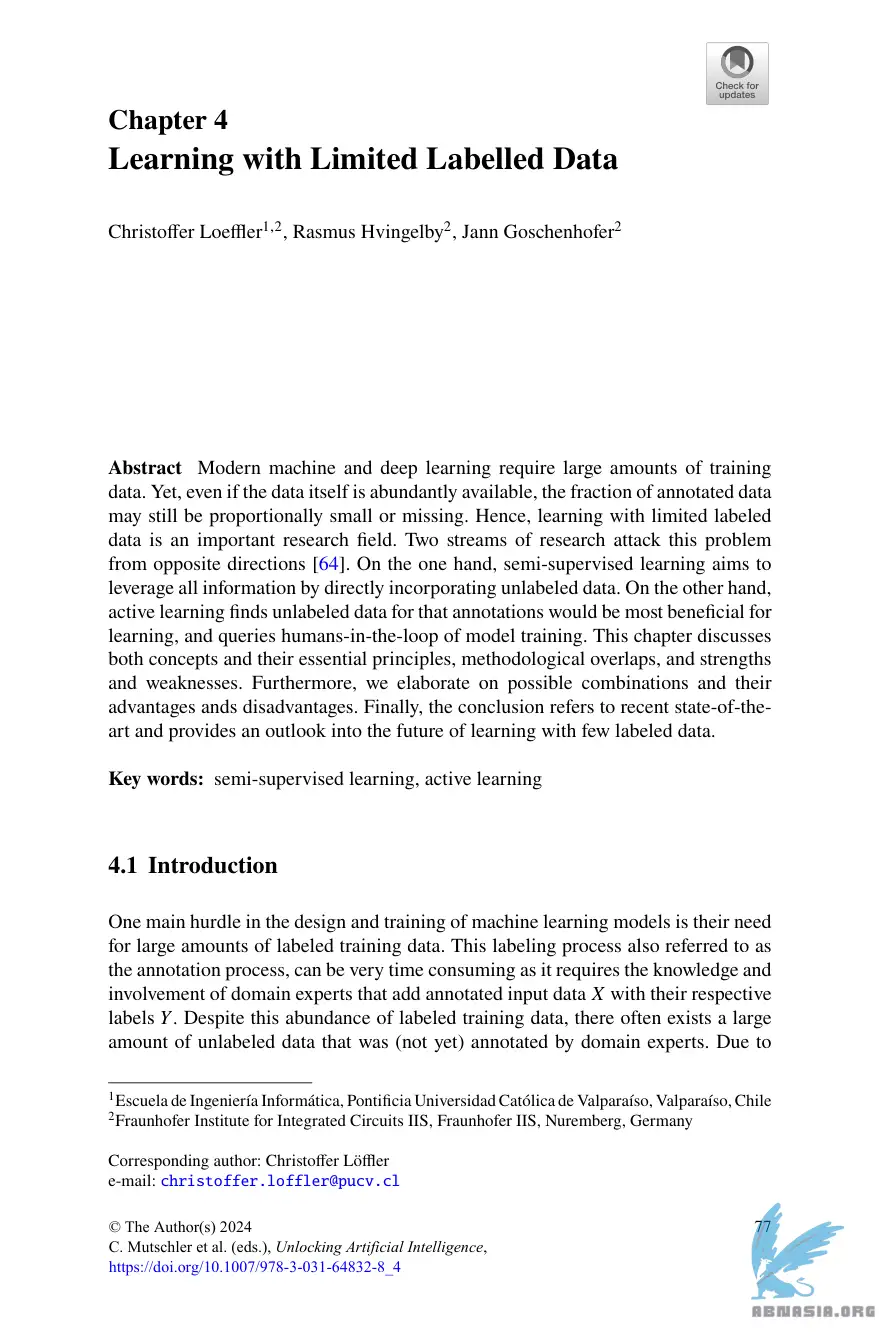 Check for
updates
Chapter 4
Learning with Limited Labelled Data
Christoffer Loeffler1,2, Rasmus Hvingelby2, Jann Goschenhofer2
Abstract Modern machine and deep learning require large amounts of training
data. Yet, even if the data itself is abundantly available, the fraction of annotated data
may still be proportionally small or missing. Hence, learning with limited labeled
data is an important research field. Two streams of research attack this problem
from opposite directions [64]. On the one hand, semi-supervised learning aims to
leverage all information by directly incorporating unlabeled data. On the other hand,
active learning finds unlabeled data for that annotations would be most beneficial for
learning, and queries humans-in-the-loop of model training. This chapter discusses
both concepts and their essential principles, methodological overlaps, and strengths
and weaknesses. Furthermore, we elaborate on possible combinations and their
advantages ands disadvantages. Finally, the conclusion refers to recent state-of-the-
art and provides an outlook into the future of learning with few labeled data.
Key words: semi-supervised learning, active learning
4.1 Introduction
One main hurdle in the design and training of machine learning models is their need
for large amounts of labeled training data. This labeling process also referred to as
the annotation process, can be very time consuming as it requires the knowledge and
involvement of domain experts that add annotated input data X with their respective
labels Y. Despite this abundance of labeled training data, there often exists a large
amount of unlabeled data that was (not yet) annotated by domain experts. Due to
1Escuela de Ingeniería Informática, Pontificia Universidad Católica de Valparaíso, Valparaíso, Chile
2Fraunhofer Institute for Integrated Circuits IIS, Fraunhofer IIS, Nuremberg, Germany
Corresponding author: Christoffer Löffler
e-mail: christoffer.loffler@pucv.cl
© The Author(s) 2024
77
C. Mutschler et al. (eds.), Unlocking Artificial Intelligence,
https://doi.org/10.1007/978-3-031-64832-8_4
ABNASIA.ORG